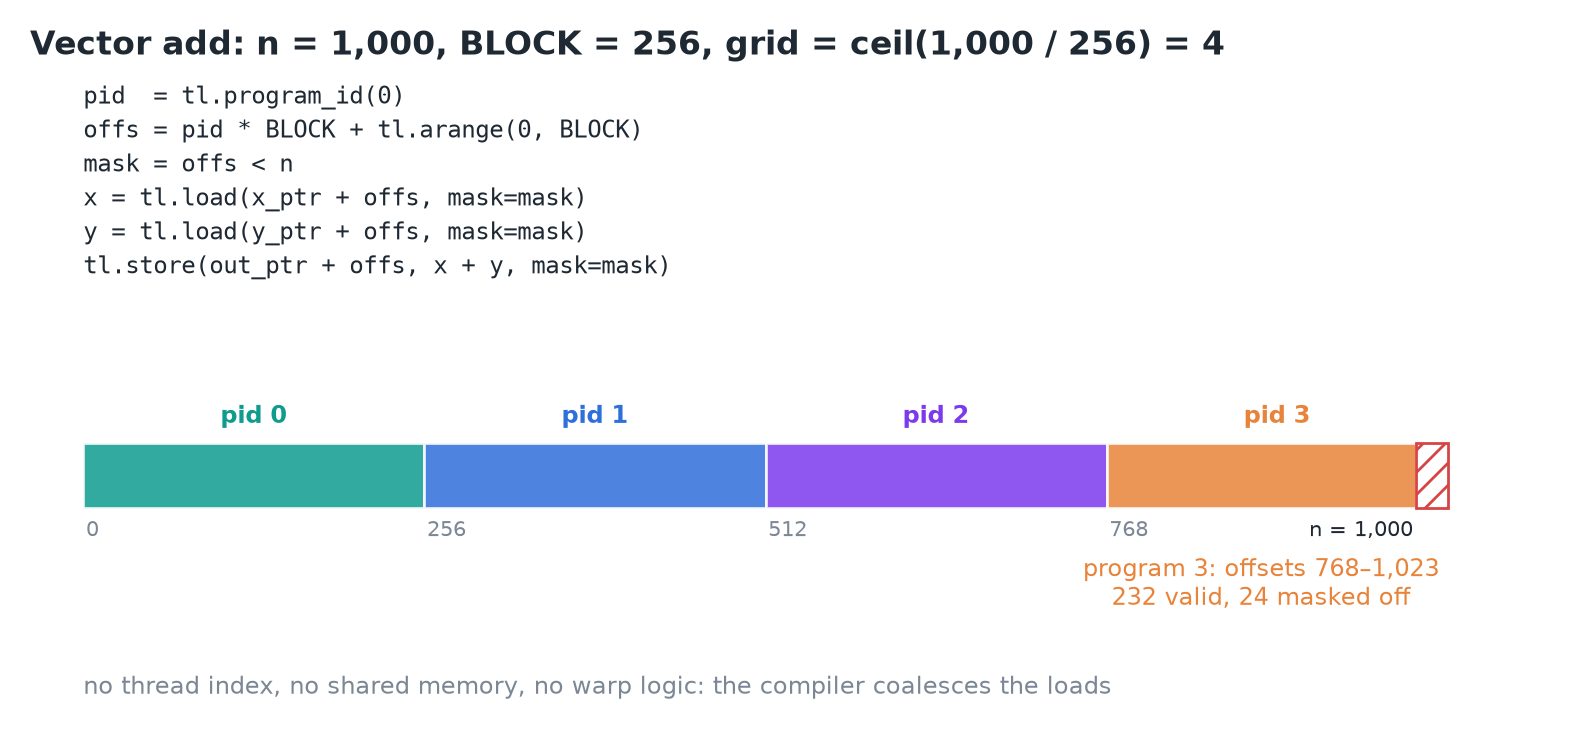 Vector add: n = 1,000, BLOCK = 256, grid = ceil(1,000 / 256) = 4
pid  = tl.program_id(0)
offs = pid * BLOCK + tl.arange(0, BLOCK)
mask = offs < n
x = tl.load(x_ptr + offs, mask=mask)
y = tl.load(y_ptr + offs, mask=mask)
tl.store(out_ptr + offs, x + y, mask=mask)
pid 0 pid 1 pid 2 pid 3
0 256 512 768 n = 1,000
program 3: offsets 768–1,023
232 valid, 24 masked off
no thread index, no shared memory, no warp logic: the compiler coalesces the loads